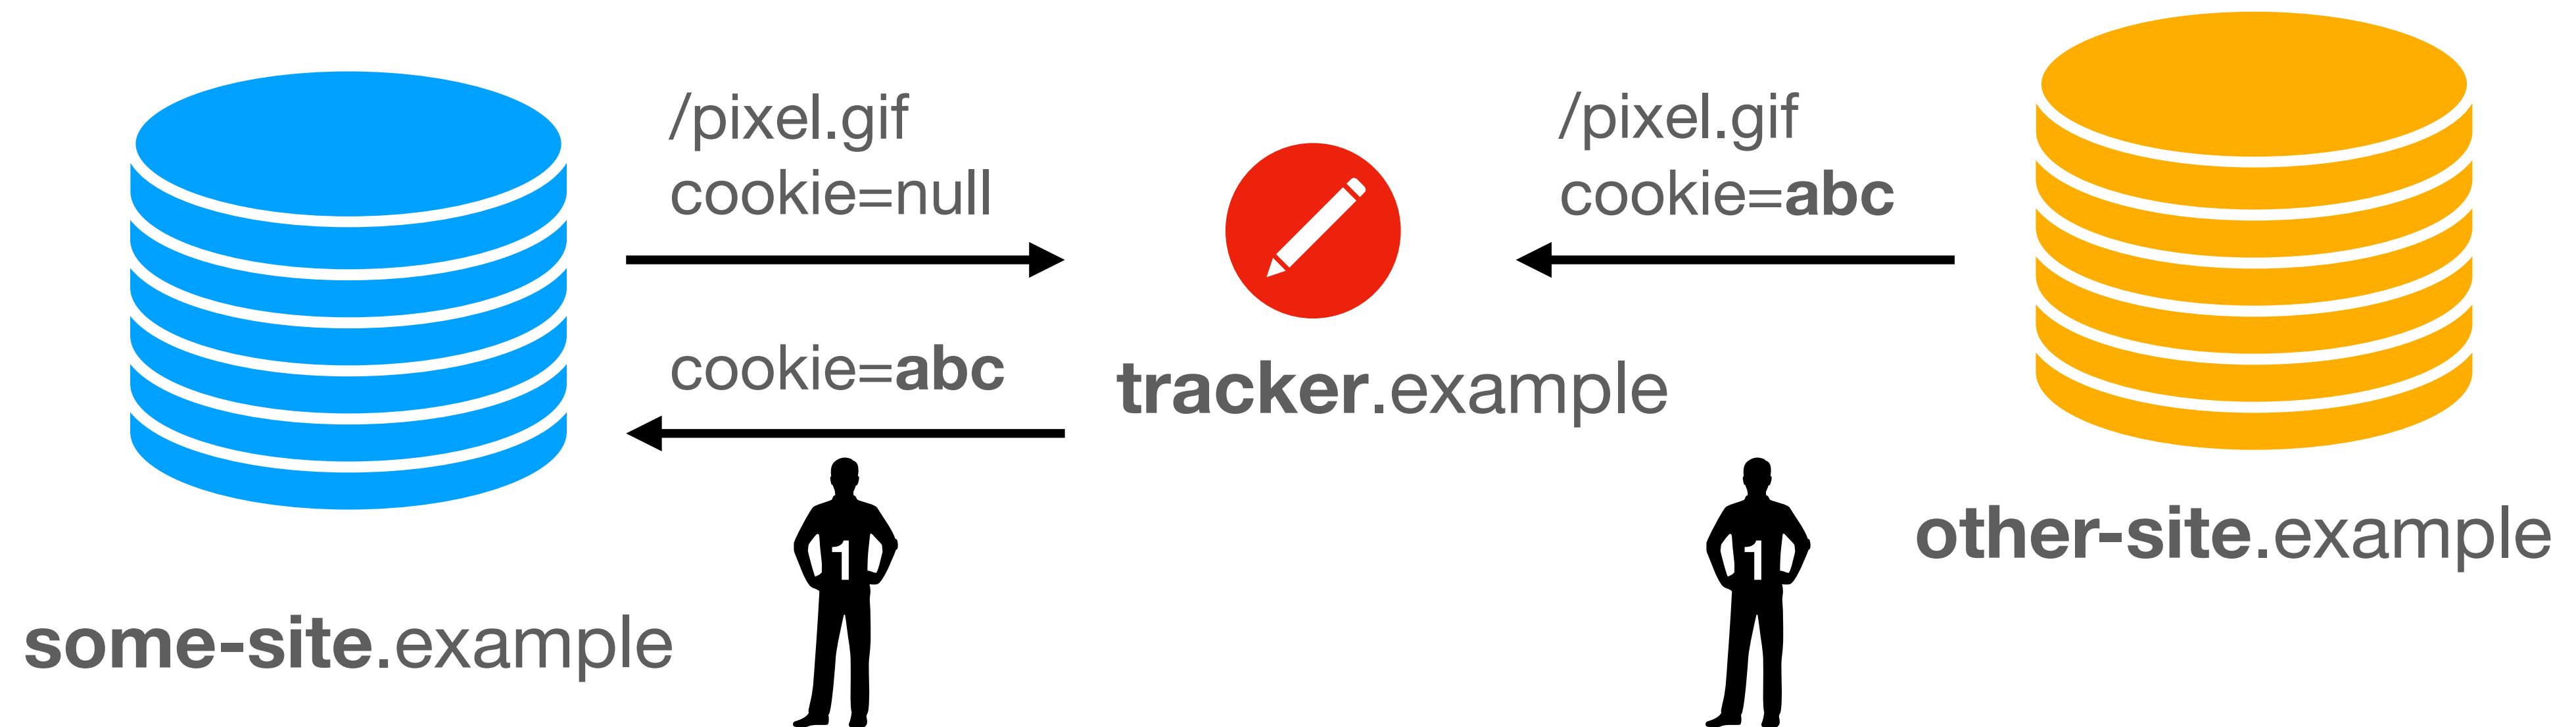 /pixel.gif
cookie=null
cookie=abc
1
some-site.example
tracker.example
/pixel.gif
cookie=abc
1
other-site.example